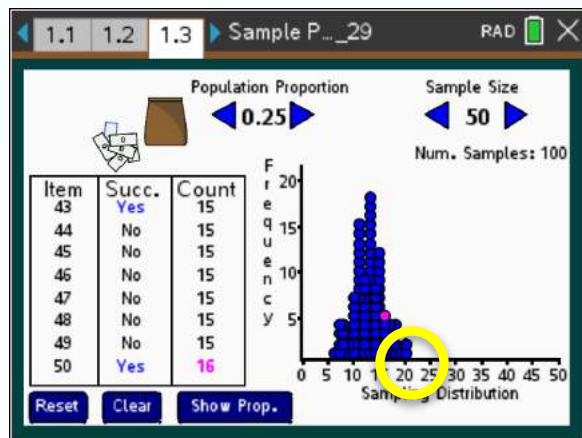 1.1 1.2 1.3 Sample P…_29 RAD
Population Proportion
0.25
Sample Size
50
Num. Samples: 100
Item Succ. Count
43 Yes 15
44 No 15
45 No 15
46 No 15
47 No 15
48 No 15
49 No 15
50 Yes 16
Reset Clear Show Prop.
Frequency
20
15
10
5
0 5 10 15 20 25 30 35 40 45 50
Sampling Distribution